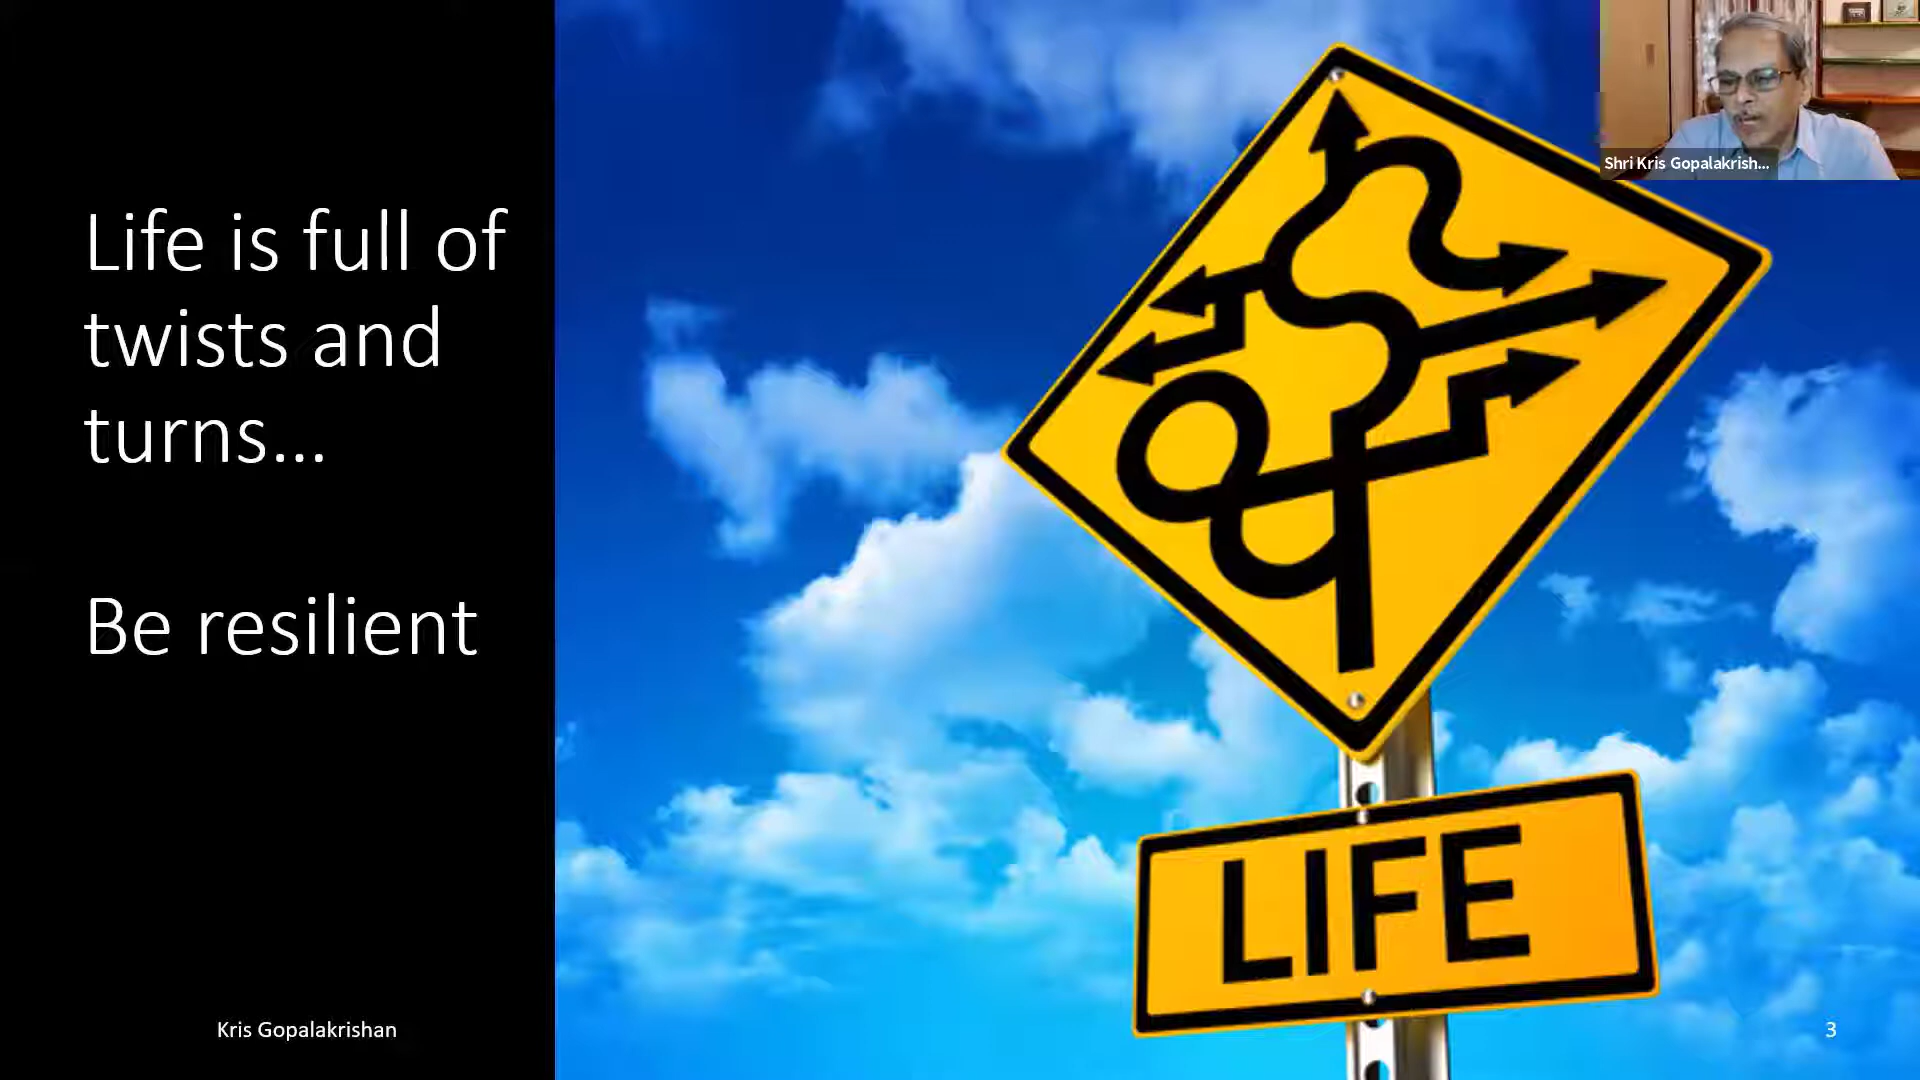 Life is full of
twists and
turns...
Be resilient
Kris Gopalakrishan
Shri Kris Gopalakrish...
LIFE
3